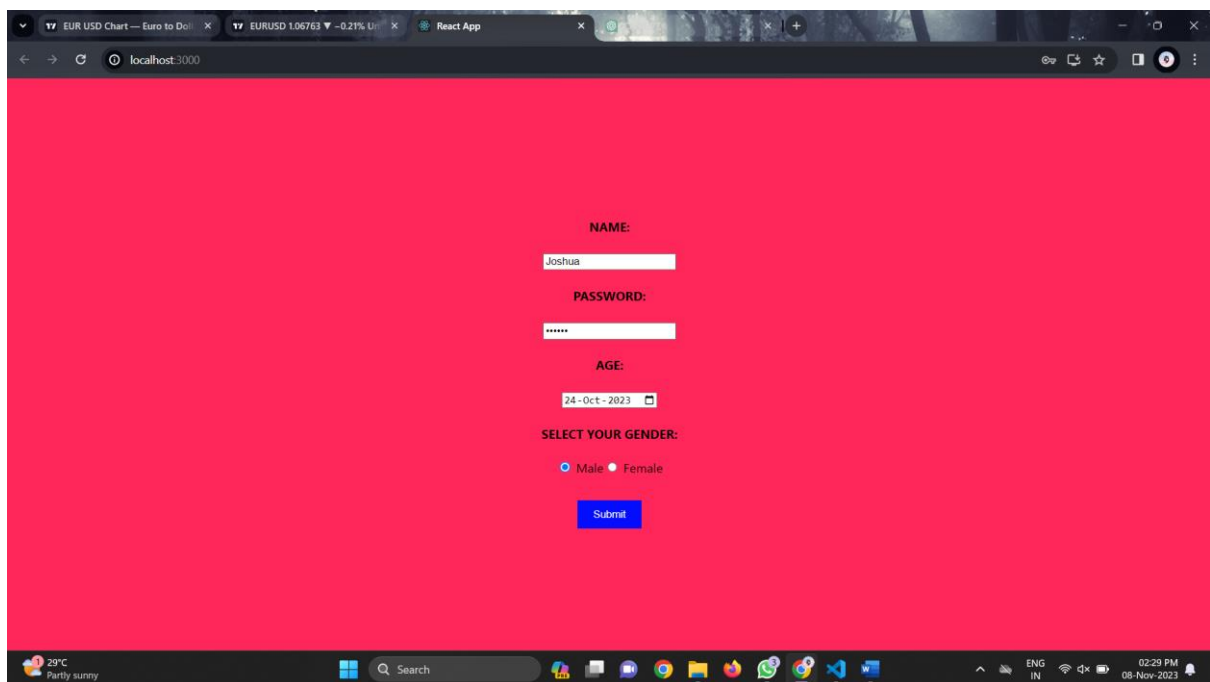 EUR USD Chart — Euro to Doll
EURUSD 1.06763 ▼ −0.21% Un
React App
localhost:3000
NAME:
Joshua
PASSWORD:
••••••
AGE:
24-Oct-2023
SELECT YOUR GENDER:
Male Female
Submit
29°C
Partly sunny
Search
ENG
IN
02:29 PM
08-Nov-2023